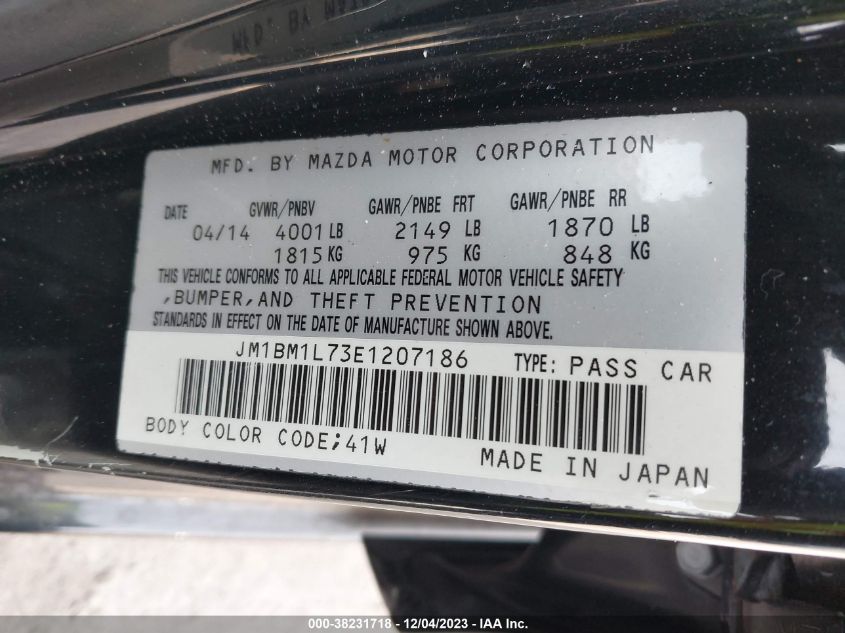 MFD. BY MAZDA MOTOR CORPORATION
DATE GVWR/PNBV GAWR/PNBE FRT GAWR/PNBE RR
04/14 4001 LB 2149 LB 1870 LB
1815 KG 975 KG 848 KG
THIS VEHICLE CONFORMS TO ALL APPLICABLE FEDERAL MOTOR VEHICLE SAFETY
,BUMPER,AND THEFT PREVENTION
STANDARDS IN EFFECT ON THE DATE OF MANUFACTURE SHOWN ABOVE.
JM1BM1L73E1207186 TYPE: PASS CAR
BODY COLOR CODE;41W
MADE IN JAPAN
000-38231718 - 12/04/2023 - IAA Inc.